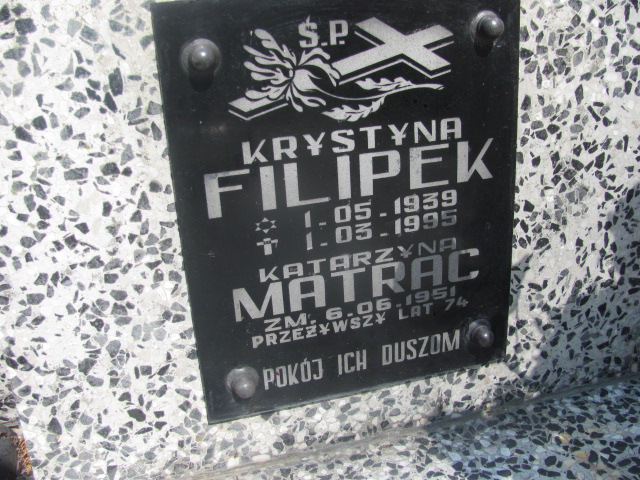 Ś.P.
KRYSTYNA
FILIPEK
☼ 1-05-1939
✝ 1-03-1995
KATARZYNA
MATRAC
ZM. 6-06-1951
PRZEŻYWSZY LAT 74
POKÓJ ICH DUSZOM